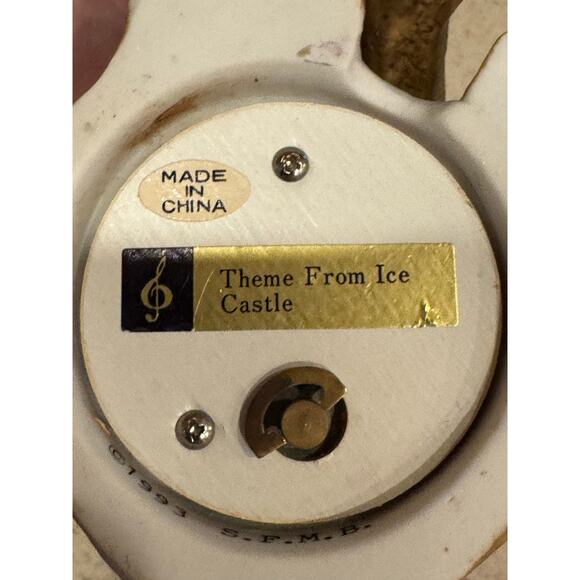 MADE
IN
CHINA
Theme From Ice
Castle
©1993 S.F.M.B.